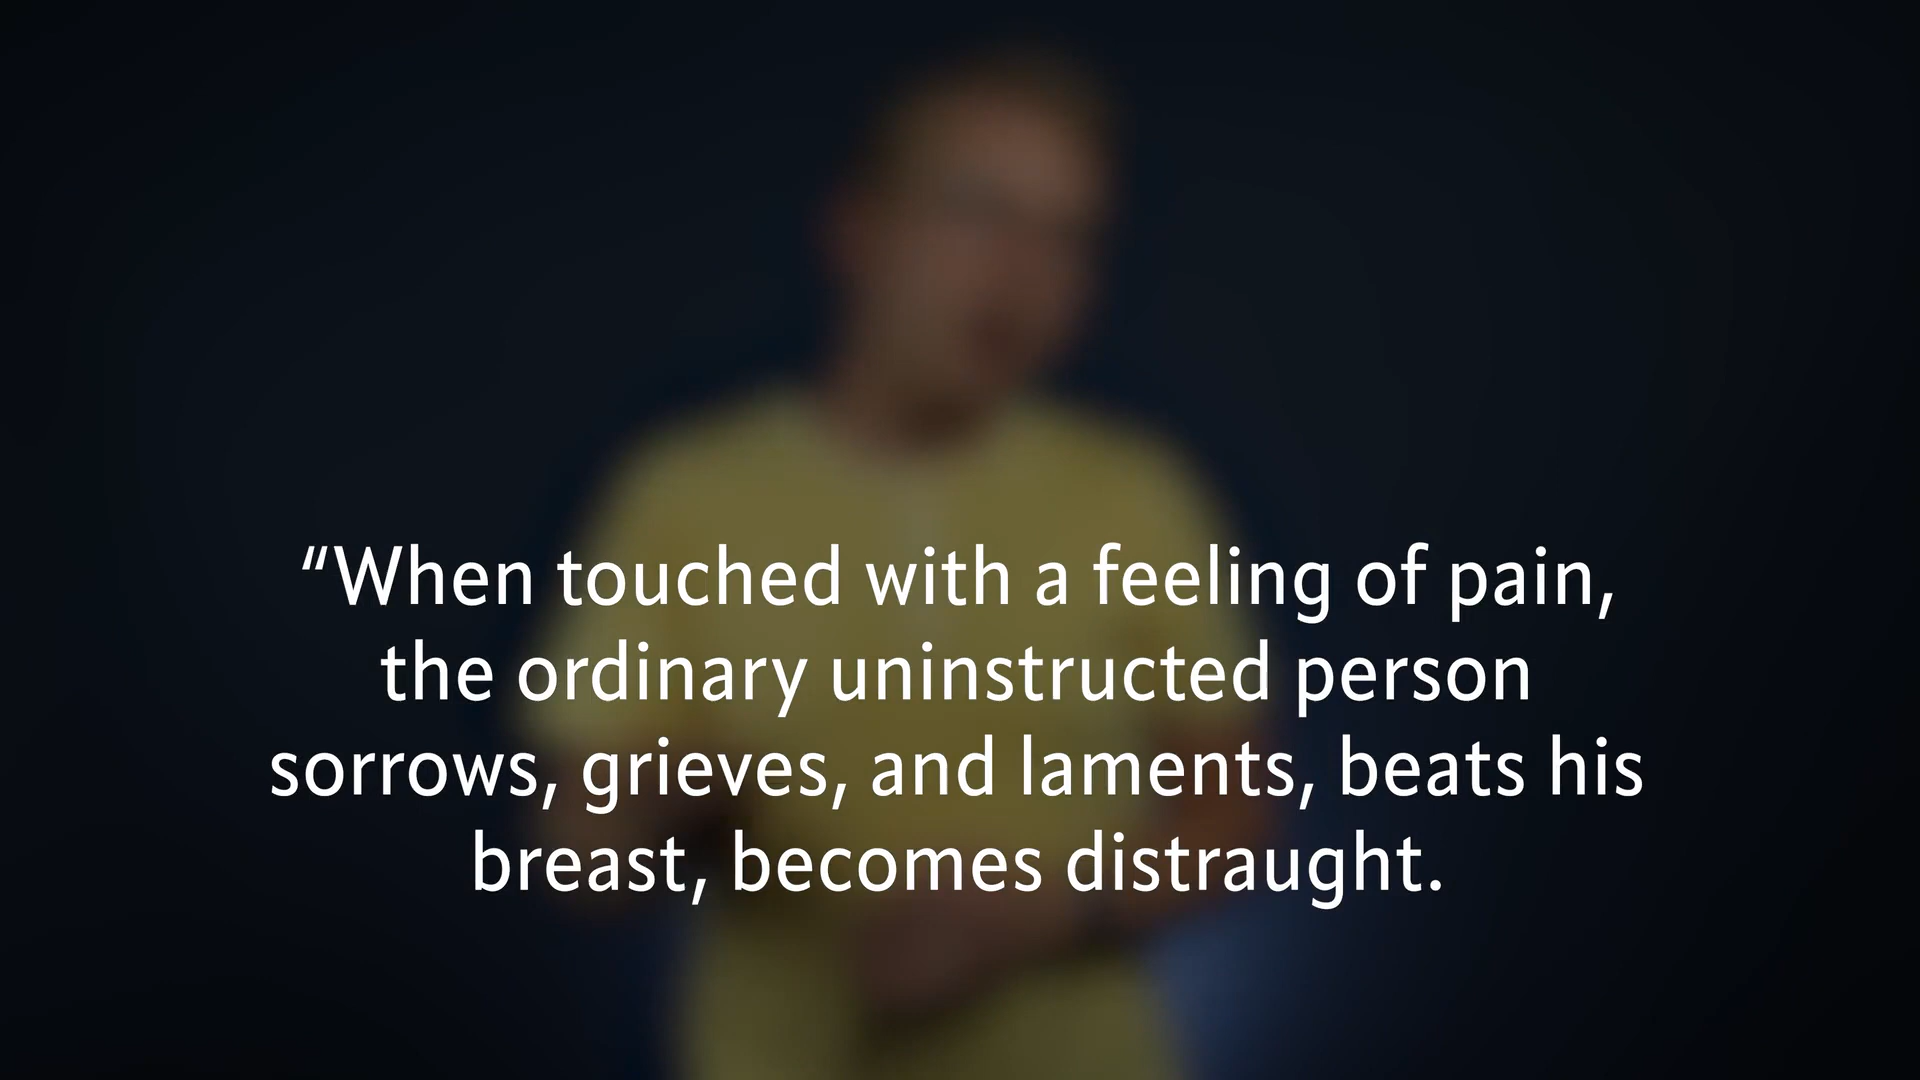 “When touched with a feeling of pain,
the ordinary uninstructed person
sorrows, grieves, and laments, beats his
breast, becomes distraught.